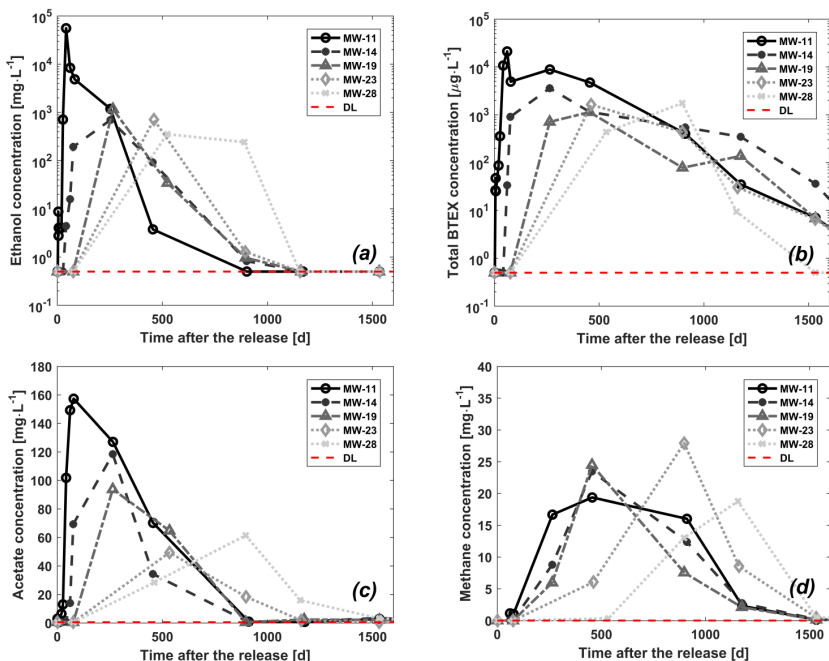 MW-11
MW-14
MW-19
MW-23
MW-28
DL
10^5
10^4
10^3
10^2
10^1
10^0
10^-1
Ethanol concentration [mg·L^-1]
(a)
0 500 1000 1500
Time after the release [d]
MW-11
MW-14
MW-19
MW-23
MW-28
DL
10^5
10^4
10^3
10^2
10^1
10^0
10^-1
Total BTEX concentration [μg·L^-1]
(b)
0 500 1000 1500
Time after the release [d]
MW-11
MW-14
MW-19
MW-23
MW-28
DL
180
160
140
120
100
80
60
40
20
0
Acetate concentration [mg·L^-1]
(c)
0 500 1000 1500
Time after the release [d]
MW-11
MW-14
MW-19
MW-23
MW-28
DL
40
35
30
25
20
15
10
5
0
Methane concentration [mg·L^-1]
(d)
0 500 1000 1500
Time after the release [d]